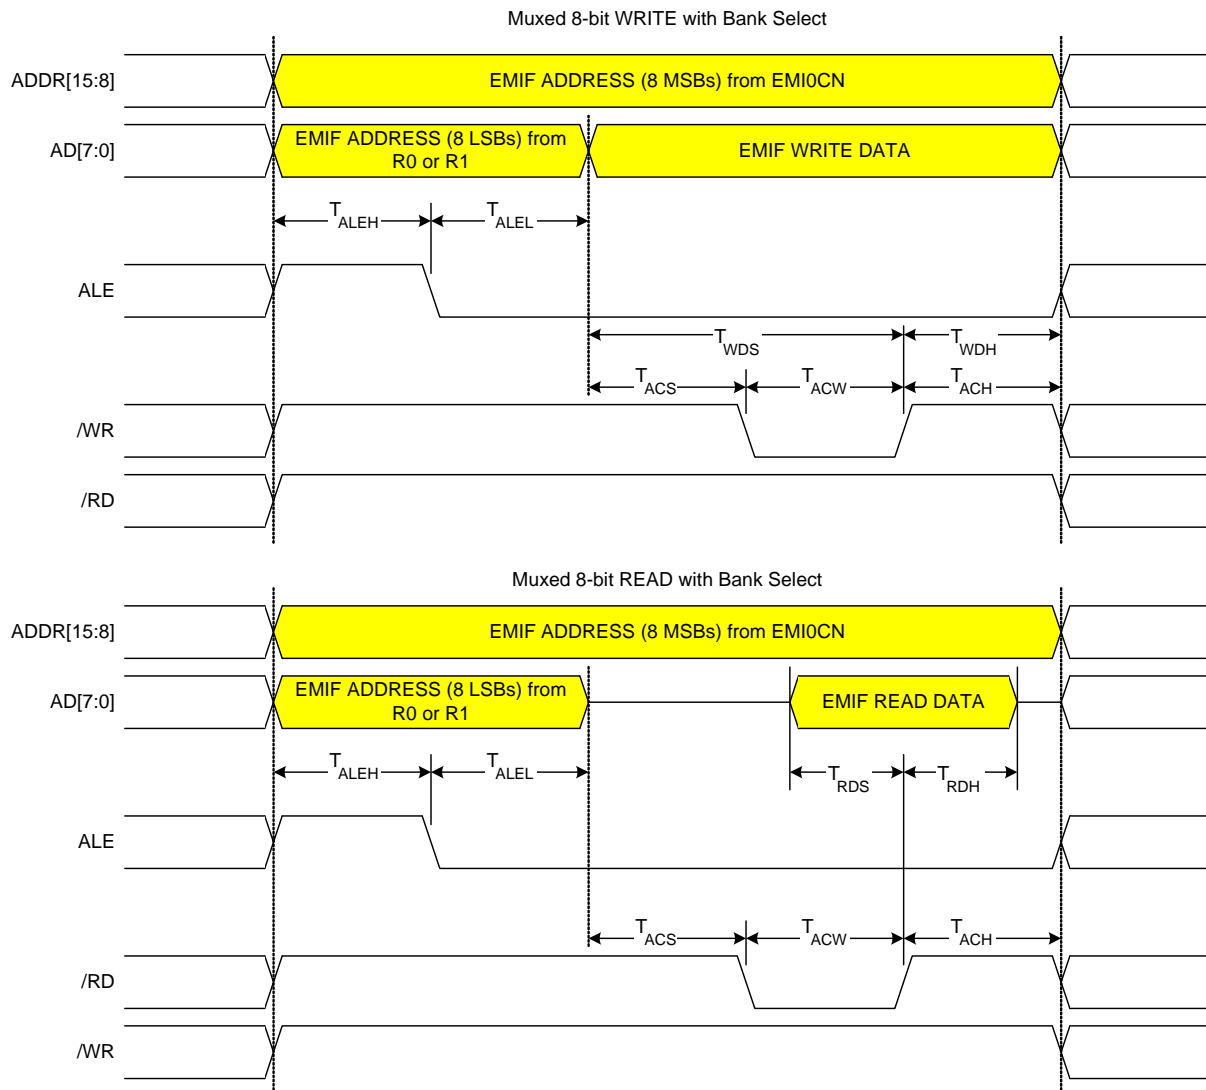 Muxed 8-bit WRITE with Bank Select
ADDR[15:8]
EMIF ADDRESS (8 MSBs) from EMI0CN
AD[7:0]
EMIF ADDRESS (8 LSBs) from
R0 or R1
EMIF WRITE DATA
TALEH
TALEL
ALE
TWDS
TWDH
TACS
TACW
TACH
/WR
/RD
Muxed 8-bit READ with Bank Select
ADDR[15:8]
EMIF ADDRESS (8 MSBs) from EMI0CN
AD[7:0]
EMIF ADDRESS (8 LSBs) from
R0 or R1
EMIF READ DATA
TALEH
TALEL
TRDS
TRDH
ALE
TACS
TACW
TACH
/RD
/WR